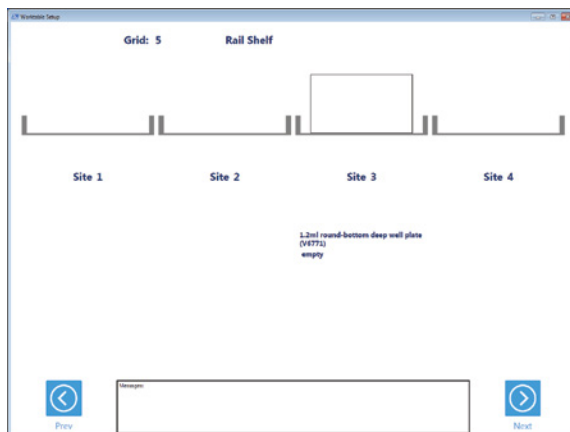 Worktable Setup
Grid: 5 Rail Shelf
Site 1 Site 2 Site 3 Site 4
1.2ml round-bottom deep well plate
(V6771)
empty
Messages:
Prev Next